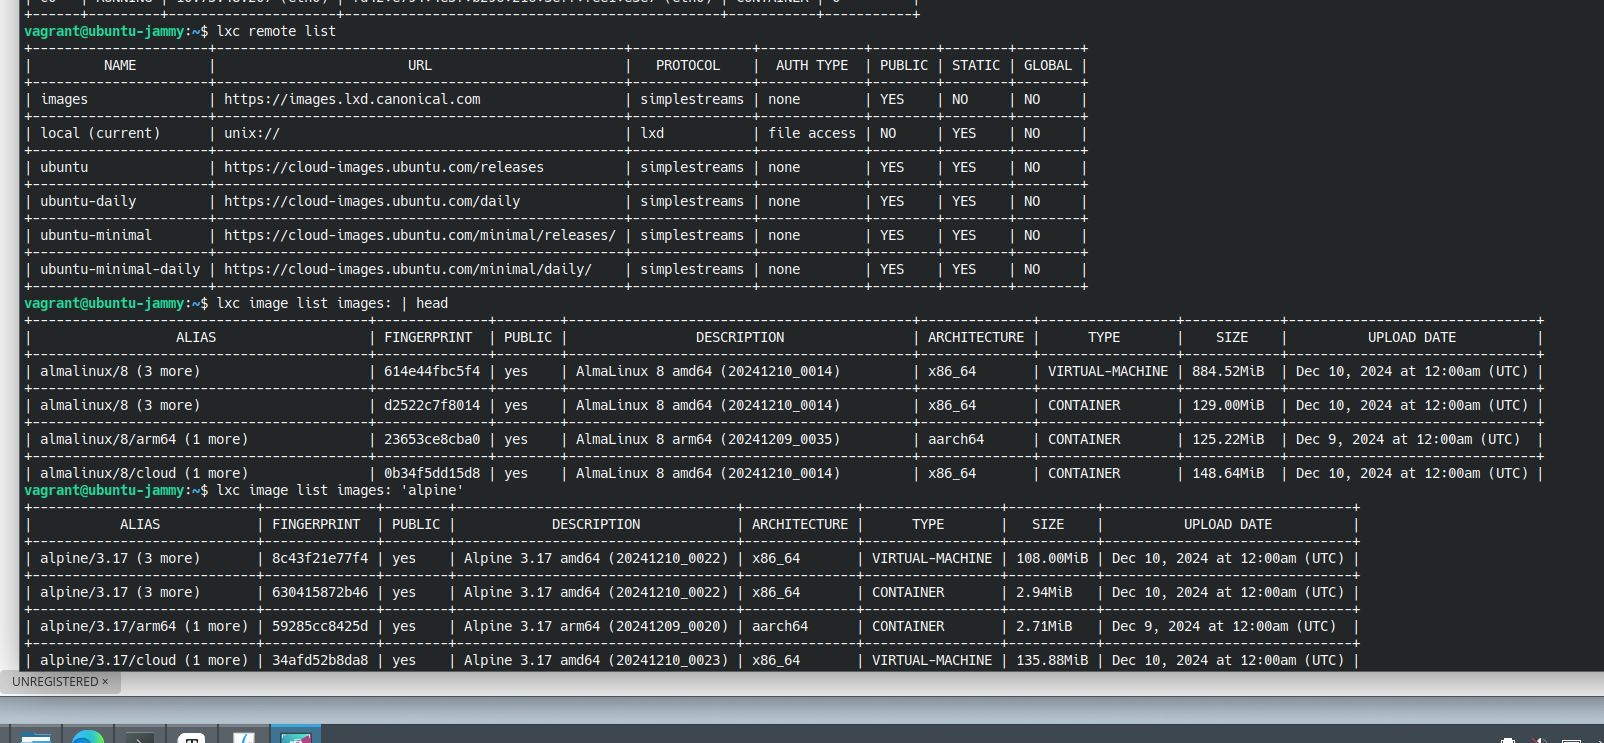 vagrant@ubuntu-jammy:~$ lxc remote list
| NAME | URL | PROTOCOL | AUTH TYPE | PUBLIC | STATIC | GLOBAL |
| images | https://images.lxd.canonical.com | simplestreams | none | YES | NO | NO |
| local (current) | unix:// | lxd | file access | NO | YES | NO |
| ubuntu | https://cloud-images.ubuntu.com/releases | simplestreams | none | YES | YES | NO |
| ubuntu-daily | https://cloud-images.ubuntu.com/daily | simplestreams | none | YES | YES | NO |
| ubuntu-minimal | https://cloud-images.ubuntu.com/minimal/releases/ | simplestreams | none | YES | YES | NO |
| ubuntu-minimal-daily | https://cloud-images.ubuntu.com/minimal/daily/ | simplestreams | none | YES | YES | NO |
vagrant@ubuntu-jammy:~$ lxc image list images: | head
| ALIAS | FINGERPRINT | PUBLIC | DESCRIPTION | ARCHITECTURE | TYPE | SIZE | UPLOAD DATE |
| almalinux/8 (3 more) | 614e44fbc5f4 | yes | AlmaLinux 8 amd64 (20241210_0014) | x86_64 | VIRTUAL-MACHINE | 884.52MiB | Dec 10, 2024 at 12:00am (UTC) |
| almalinux/8 (3 more) | d2522c7f8014 | yes | AlmaLinux 8 amd64 (20241210_0014) | x86_64 | CONTAINER | 129.00MiB | Dec 10, 2024 at 12:00am (UTC) |
| almalinux/8/arm64 (1 more) | 23653ce8cba0 | yes | AlmaLinux 8 arm64 (20241209_0035) | aarch64 | CONTAINER | 125.22MiB | Dec 9, 2024 at 12:00am (UTC) |
| almalinux/8/cloud (1 more) | 0b34f5dd15d8 | yes | AlmaLinux 8 amd64 (20241210_0014) | x86_64 | CONTAINER | 148.64MiB | Dec 10, 2024 at 12:00am (UTC) |
vagrant@ubuntu-jammy:~$ lxc image list images: 'alpine'
| ALIAS | FINGERPRINT | PUBLIC | DESCRIPTION | ARCHITECTURE | TYPE | SIZE | UPLOAD DATE |
| alpine/3.17 (3 more) | 8c43f21e77f4 | yes | Alpine 3.17 amd64 (20241210_0022) | x86_64 | VIRTUAL-MACHINE | 108.00MiB | Dec 10, 2024 at 12:00am (UTC) |
| alpine/3.17 (3 more) | 630415872b46 | yes | Alpine 3.17 amd64 (20241210_0022) | x86_64 | CONTAINER | 2.94MiB | Dec 10, 2024 at 12:00am (UTC) |
| alpine/3.17/arm64 (1 more) | 59285cc8425d | yes | Alpine 3.17 arm64 (20241209_0020) | aarch64 | CONTAINER | 2.71MiB | Dec 9, 2024 at 12:00am (UTC) |
| alpine/3.17/cloud (1 more) | 34afd52b8da8 | yes | Alpine 3.17 amd64 (20241210_0023) | x86_64 | VIRTUAL-MACHINE | 135.88MiB | Dec 10, 2024 at 12:00am (UTC) |
UNREGISTERED ×